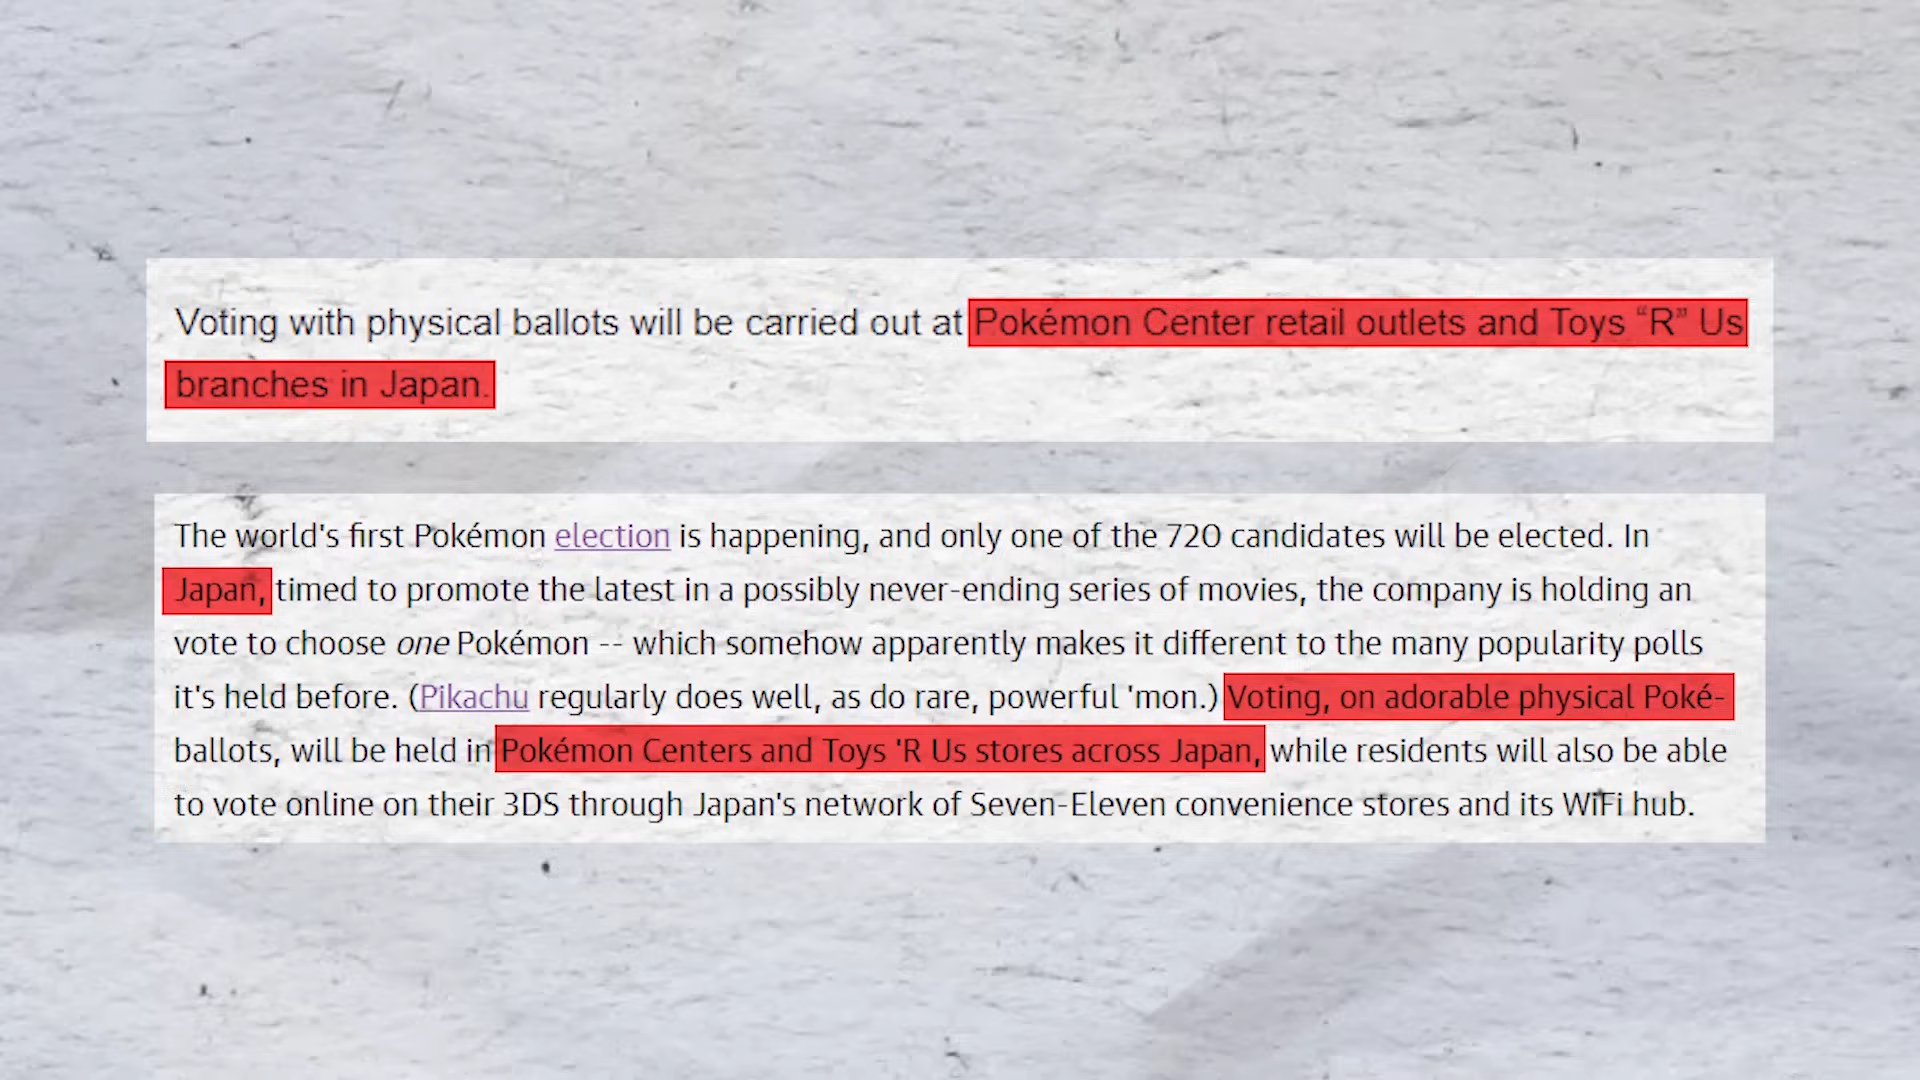 Voting with physical ballots will be carried out at Pokémon Center retail outlets and Toys “R” Us
branches in Japan.
The world's first Pokémon election is happening, and only one of the 720 candidates will be elected. In
Japan, timed to promote the latest in a possibly never-ending series of movies, the company is holding an
vote to choose one Pokémon -- which somehow apparently makes it different to the many popularity polls
it's held before. (Pikachu regularly does well, as do rare, powerful 'mon.) Voting, on adorable physical Poké-
ballots, will be held in Pokémon Centers and Toys 'R Us stores across Japan, while residents will also be able
to vote online on their 3DS through Japan's network of Seven-Eleven convenience stores and its WiFi hub.